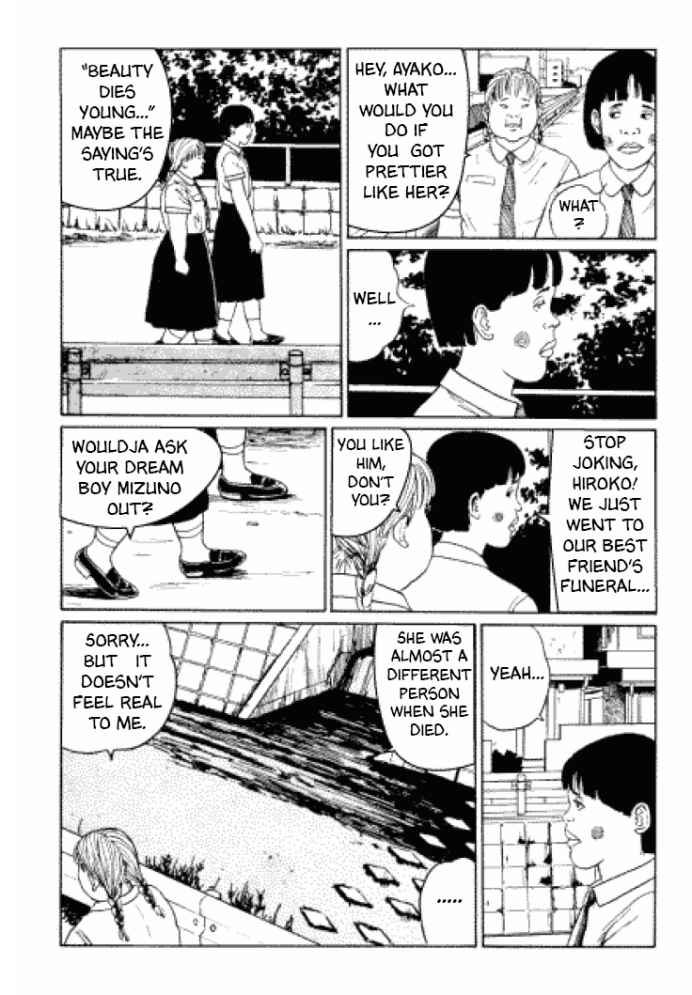 "BEAUTY
DIES
YOUNG..."
MAYBE THE
SAYING'S
TRUE.
HEY, AYAKO...
WHAT
WOULD YOU
DO IF
YOU GOT
PRETTIER
LIKE HER?
WHAT
?
WELL
...
WOULDJA ASK
YOUR DREAM
BOY MIZUNO
OUT?
YOU LIKE
HIM,
DON'T
YOU?
STOP
JOKING,
HIROKO!
WE JUST
WENT TO
OUR BEST
FRIEND'S
FUNERAL...
SORRY...
BUT IT
DOESN'T
FEEL REAL
TO ME.
SHE WAS
ALMOST A
DIFFERENT
PERSON
WHEN SHE
DIED.
.....
YEAH...